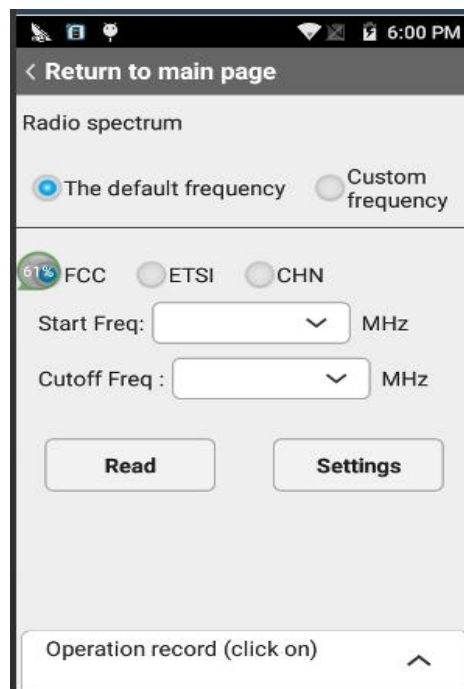 6:00 PM
< Return to main page
Radio spectrum
The default frequency
Custom
frequency
61%
FCC
ETSI
CHN
Start Freq:
MHz
Cutoff Freq :
MHz
Read
Settings
Operation record (click on)